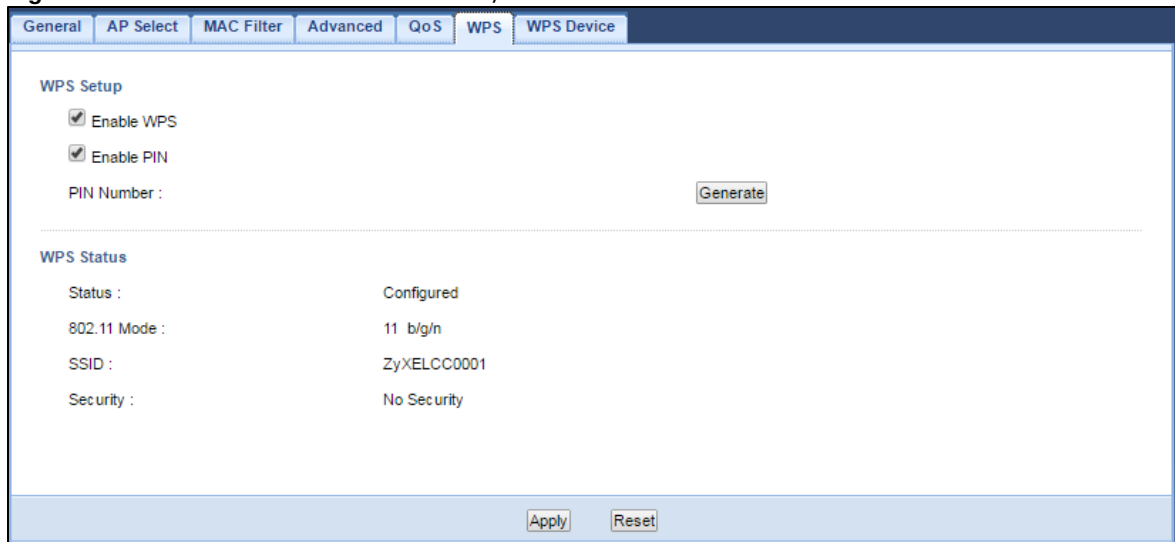 General AP Select MAC Filter Advanced QoS WPS WPS Device
WPS Setup
Enable WPS
Enable PIN
PIN Number : Generate
WPS Status
Status : Configured
802.11 Mode : 11 b/g/n
SSID : ZyXELCC0001
Security : No Security
Apply Reset